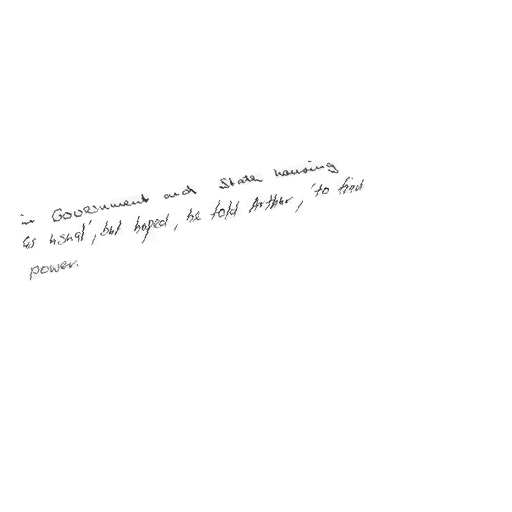 in Government and State housing
as usual', but hoped, he told Arthur, 'to find
power.